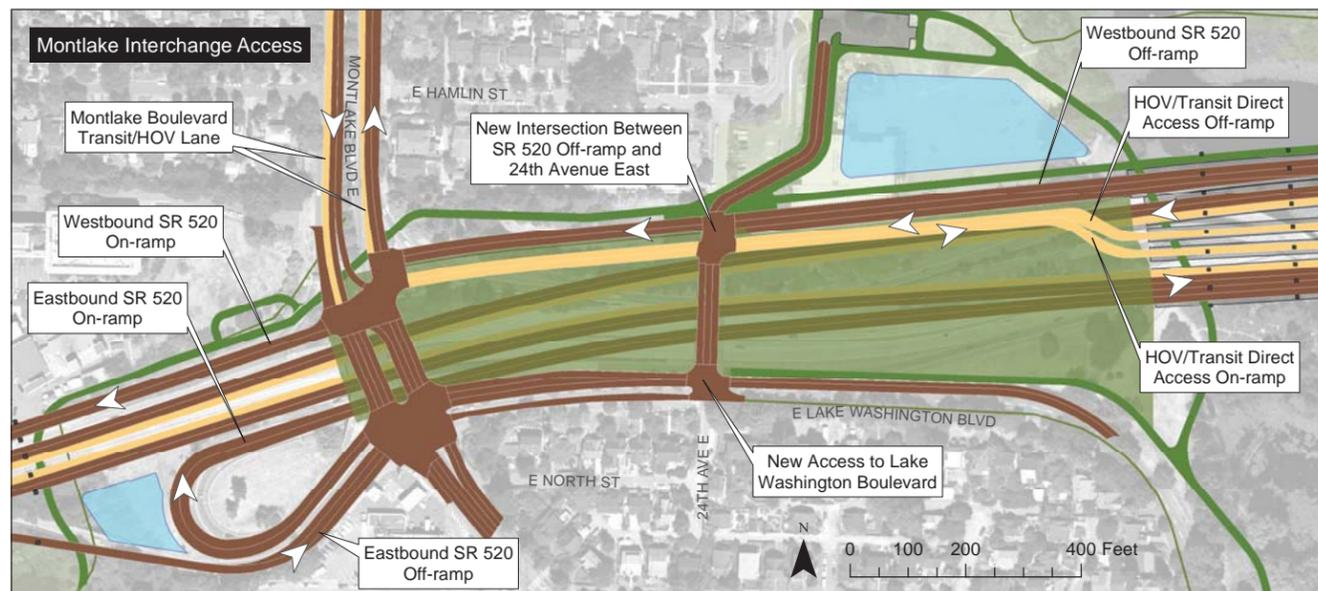 Montlake Interchange Access
Westbound SR 520
Off-ramp
HOV/Transit Direct
Access Off-ramp
MONTLAKE BLVD E
E HAMLIN ST
Montlake Boulevard
Transit/HOV Lane
New Intersection Between
SR 520 Off-ramp and
24th Avenue East
Westbound SR 520
On-ramp
Eastbound SR 520
On-ramp
HOV/Transit Direct
Access On-ramp
E LAKE WASHINGTON BLVD
New Access to Lake
Washington Boulevard
24TH AVE E
E NORTH ST
Eastbound SR 520
Off-ramp
N
0 100 200 400 Feet